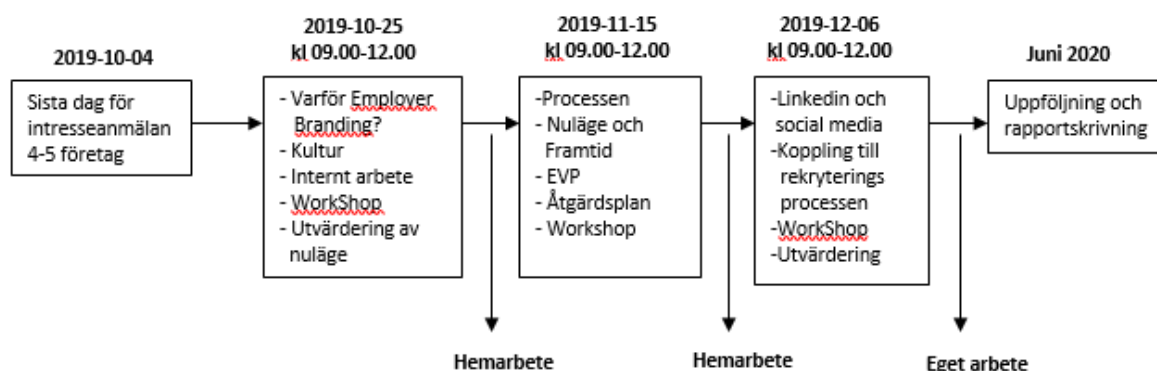 2019-10-04
Sista dag för
intresseanmälan
4-5 företag
2019-10-25
kl 09.00-12.00
- Varför Employer
Branding?
- Kultur
- Internt arbete
- WorkShop
- Utvärdering av
nuläge
2019-11-15
kl 09.00-12.00
-Processen
- Nuläge och
Framtid
- EVP
- Åtgärdsplan
- Workshop
2019-12-06
kl 09.00-12.00
-Linkedin och
social media
-Koppling till
rekryterings
processen
-WorkShop
-Utvärdering
Juni 2020
Uppföljning och
rapportskrivning
Hemarbete
Hemarbete
Eget arbete